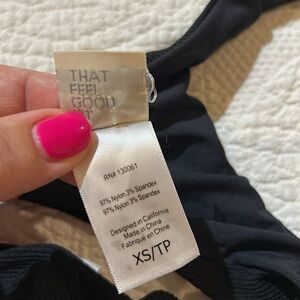 THAT
FEEL
GOOD
RN# 130061
97% Nylon 3% Spandex
97% Nylon 3% Spandex
Designed in California
Made in China
Fabriqué en Chine
XS/TP